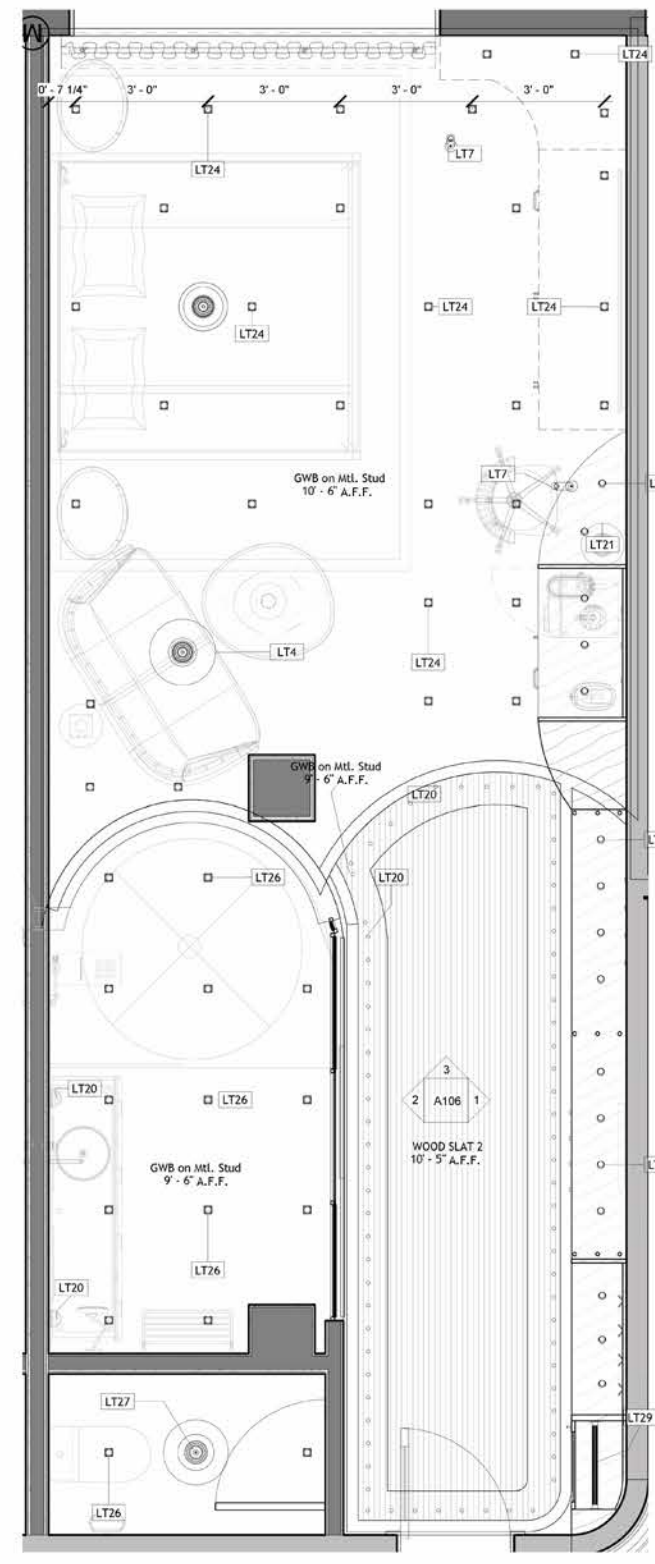 M
LT24
0' - 7 1/4" 3' - 0" 3' - 0" 3' - 0" 3' - 0"
LT7
LT24
LT24
LT24
LT24
GWB on Mtl. Stud
10' - 6" A.F.F.
LT7
LT21
LT4
LT24
GWB on Mtl. Stud
9' - 6" A.F.F.
LT20
LT26
LT20
3
2 A106 1
LT20
LT26
WOOD SLAT 2
10' - 5" A.F.F.
GWB on Mtl. Stud
9' - 6" A.F.F.
LT26
LT20
LT27
LT29
LT26